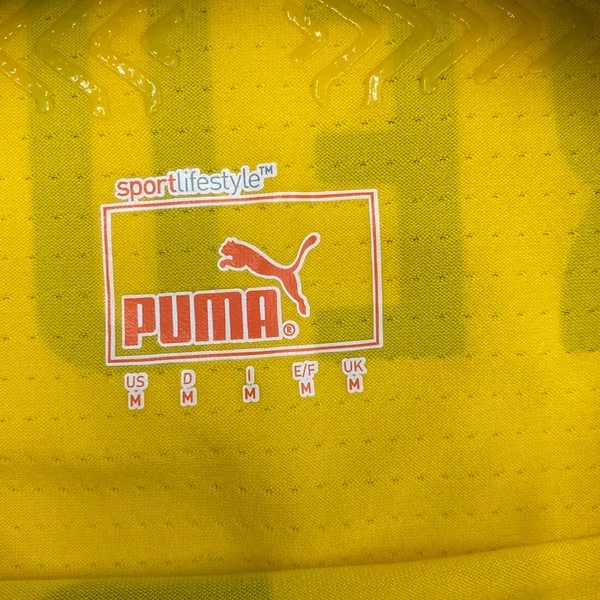 sportlifestyle™
PUMA®
US D I E/F UK
M M M M M